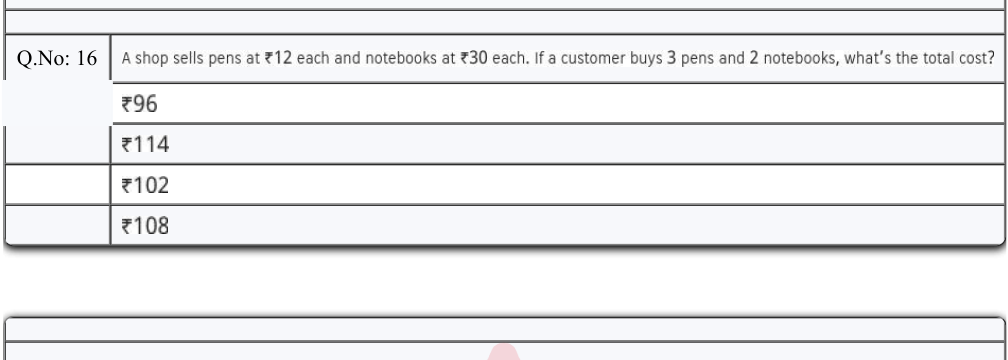 Q.No: 16 A shop sells pens at ₹12 each and notebooks at ₹30 each. If a customer buys 3 pens and 2 notebooks, what's the total cost?
₹96
₹114
₹102
₹108